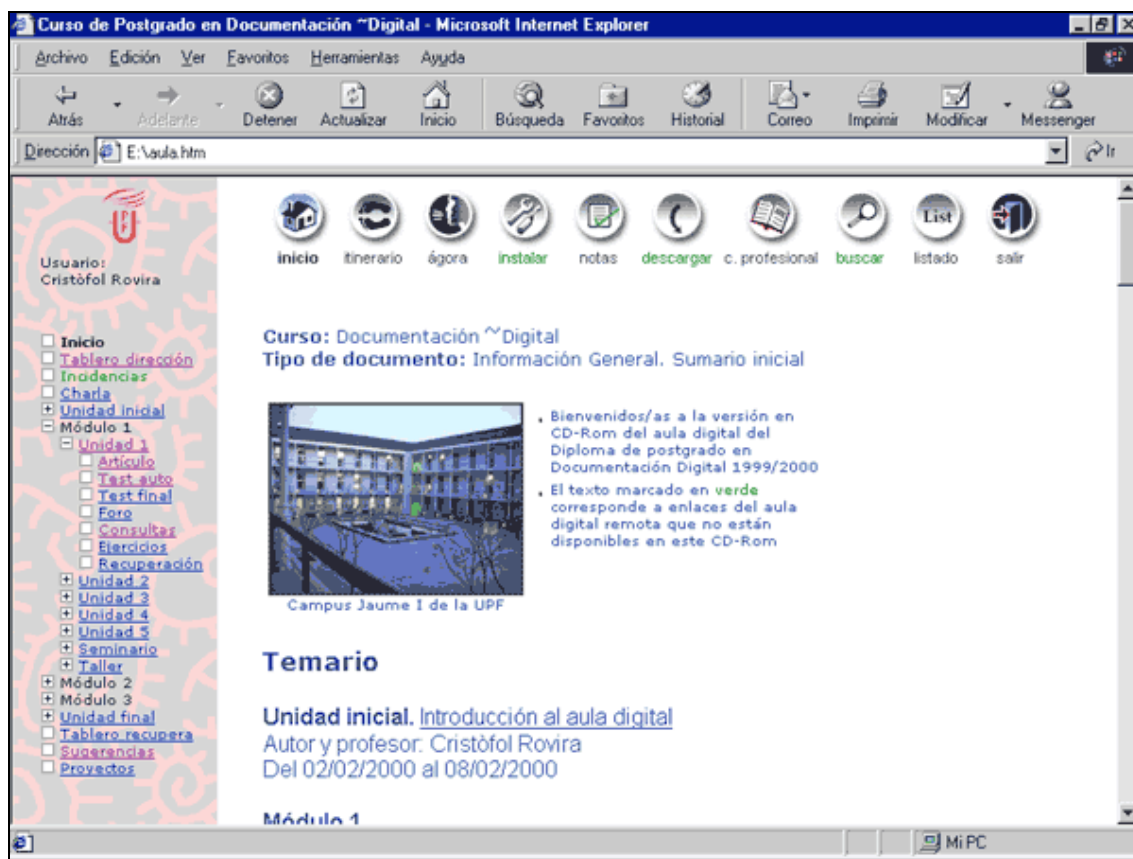 Curso de Postgrado en Documentación ~Digital - Microsoft Internet Explorer
Archivo Edición Ver Favoritos Herramientas Ayuda
Atrás Adelante Detener Actualizar Inicio Búsqueda Favoritos Historial Correo Imprimir Modificar Messenger
Dirección E:\aula.htm Ir
Usuario:
Cristòfol Rovira
Inicio
Tablero dirección
Incidencias
Charla
Unidad inicial
Módulo 1
Unidad 1
Artículo
Test auto
Test final
Foro
Consultas
Ejercicios
Recuperación
Unidad 2
Unidad 3
Unidad 4
Unidad 5
Seminario
Taller
Módulo 2
Módulo 3
Unidad final
Tablero recupera
Sugerencias
Proyectos
List
inicio itinerario ágora instalar notas descargar c. profesional buscar listado salir
Curso: Documentación ~Digital
Tipo de documento: Información General. Sumario inicial
Bienvenidos/as a la versión en
CD-Rom del aula digital del
Diploma de postgrado en
Documentación Digital 1999/2000
El texto marcado en verde
corresponde a enlaces del aula
digital remota que no están
disponibles en este CD-Rom
Campus Jaume I de la UPF
Temario
Unidad inicial. Introducción al aula digital
Autor y profesor: Cristòfol Rovira
Del 02/02/2000 al 08/02/2000
Módulo 1
Mi PC